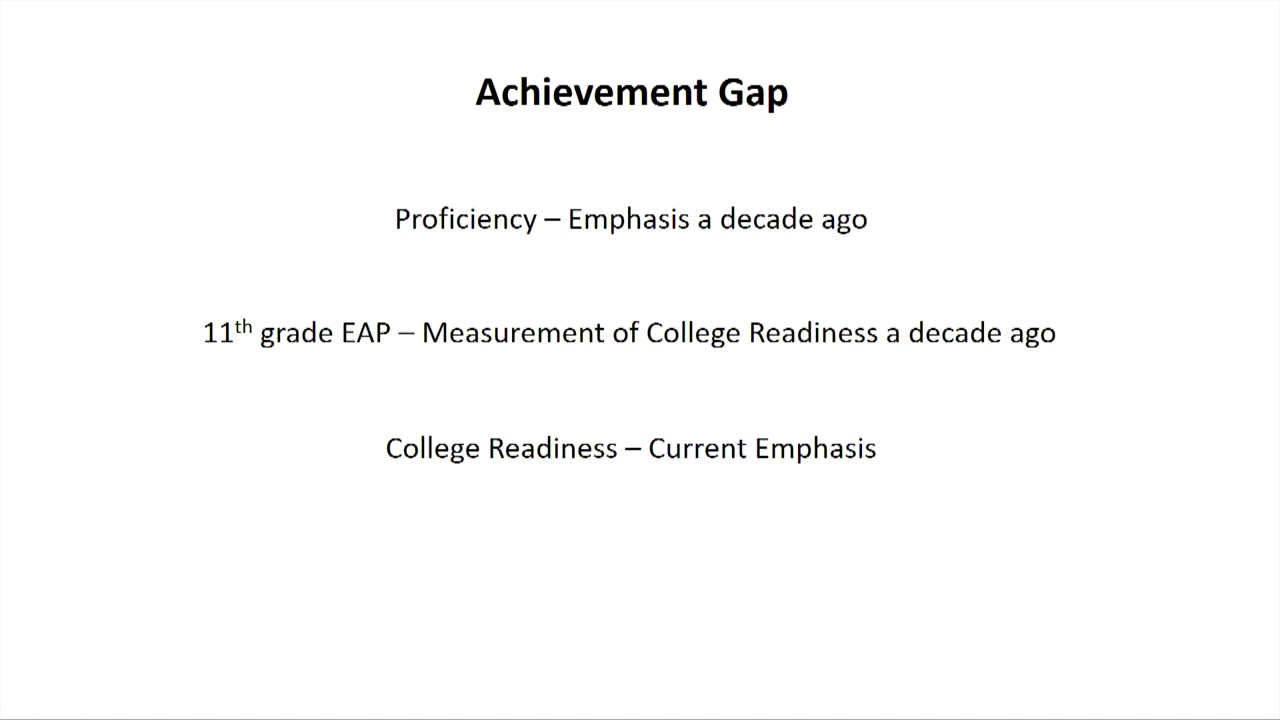 Achievement Gap
Proficiency – Emphasis a decade ago
11th grade EAP – Measurement of College Readiness a decade ago
College Readiness – Current Emphasis